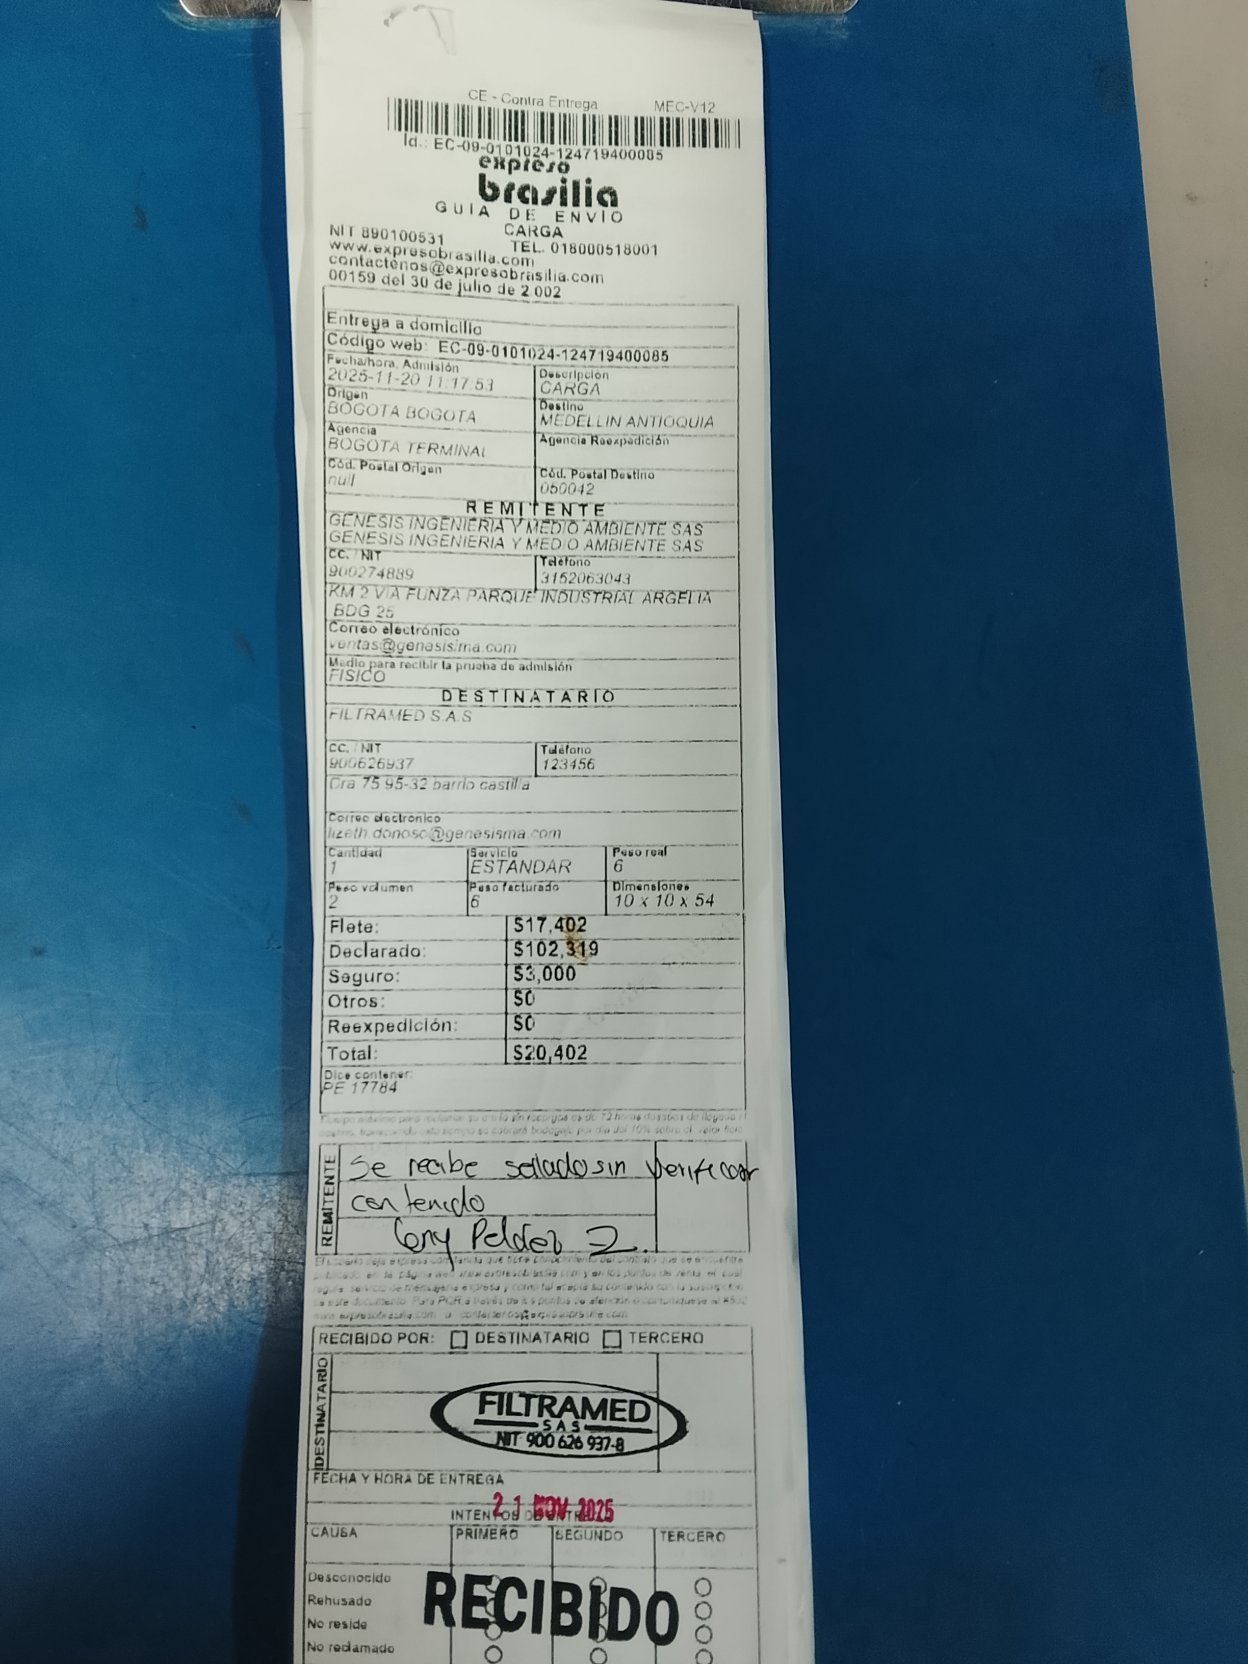 CE - Contra Entrega MEC-V12
Id.: EC-09-0101024-124719400085
expreso
brasilia
GUIA DE ENVIO
CARGA
NIT 890100531 TEL. 018000518001
www.expresobrasilia.com
contactenos@expresobrasilia.com
00159 del 30 de julio de 2 002
Entrega a domicilio
Código web: EC-09-0101024-124719400085
Fecha/hora, Admisión Descripción
2025-11-20 11:17:53 CARGA
Origen Destino
BOGOTA BOGOTA MEDELLIN ANTIOQUIA
Agencia Agencia Reexpedición
BOGOTA TERMINAL
Cód. Postal Origen Cód. Postal Destino
null 050042
REMITENTE
GENESIS INGENIERIA Y MEDIO AMBIENTE SAS
GENESIS INGENIERIA Y MEDIO AMBIENTE SAS
CC. / NIT Teléfono
900274889 3152063043
KM 2 VIA FUNZA PARQUE INDUSTRIAL ARGELIA
BDG 25
Correo electrónico
ventas@genesisima.com
Medio para recibir la prueba de admisión
FISICO
DESTINATARIO
FILTRAMED S.A.S
CC. / NIT Teléfono
900626937 123456
Cra 75 95-32 barrio castilla
Correo electrónico
lizeth.donoso@genesisma.com
Cantidad Servicio Peso real
1 ESTANDAR 6
Peso volumen Peso facturado Dimensiones
2 6 10 x 10 x 54
Flete: $17,402
Declarado: $102,319
Seguro: $3,000
Otros: $0
Reexpedición: $0
Total: $20,402
Dice contener:
PE 17784
REMITENTE
Se recibe sellado sin verificar
contenido
RECIBIDO POR: DESTINATARIO TERCERO
DESTINATARIO
FILTRAMED
SAS
NIT 900 626 937-8
FECHA Y HORA DE ENTREGA
21 NOV 2025
INTENTOS DE ENTREGA
CAUSA PRIMERO SEGUNDO TERCERO
Desconocido
Rehusado
RECIBIDO
No reside
No reclamado